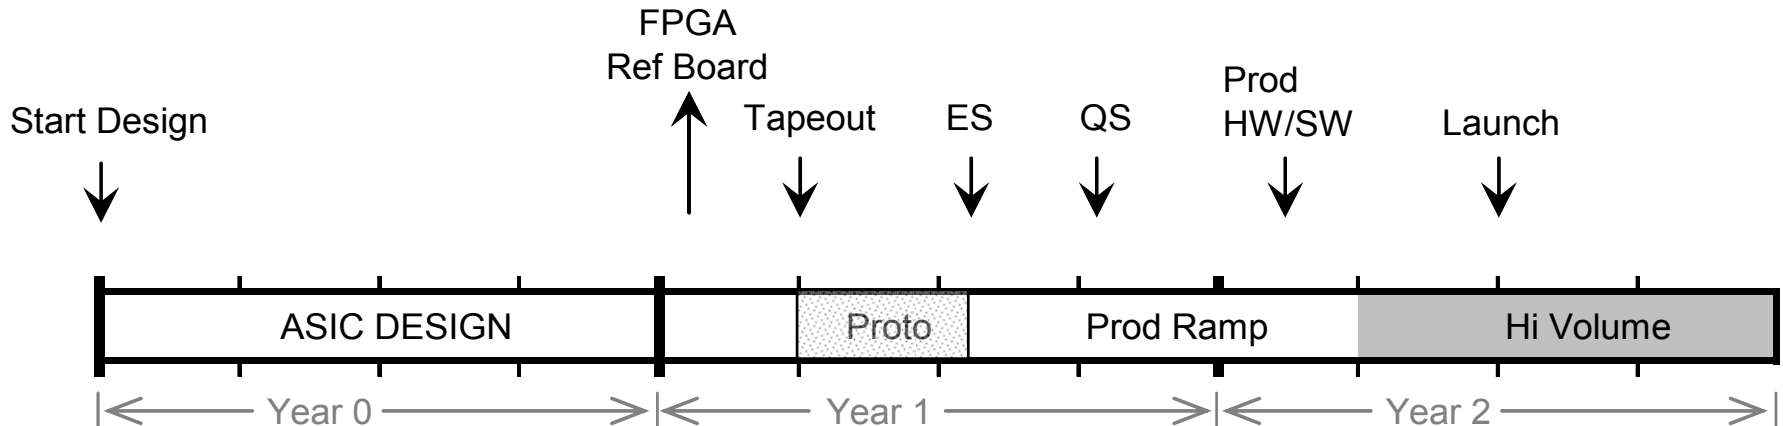 FPGA
Ref Board
Start Design
Tapeout
ES
QS
Prod
HW/SW
Launch
ASIC DESIGN
Proto
Prod Ramp
Hi Volume
Year 0
Year 1
Year 2